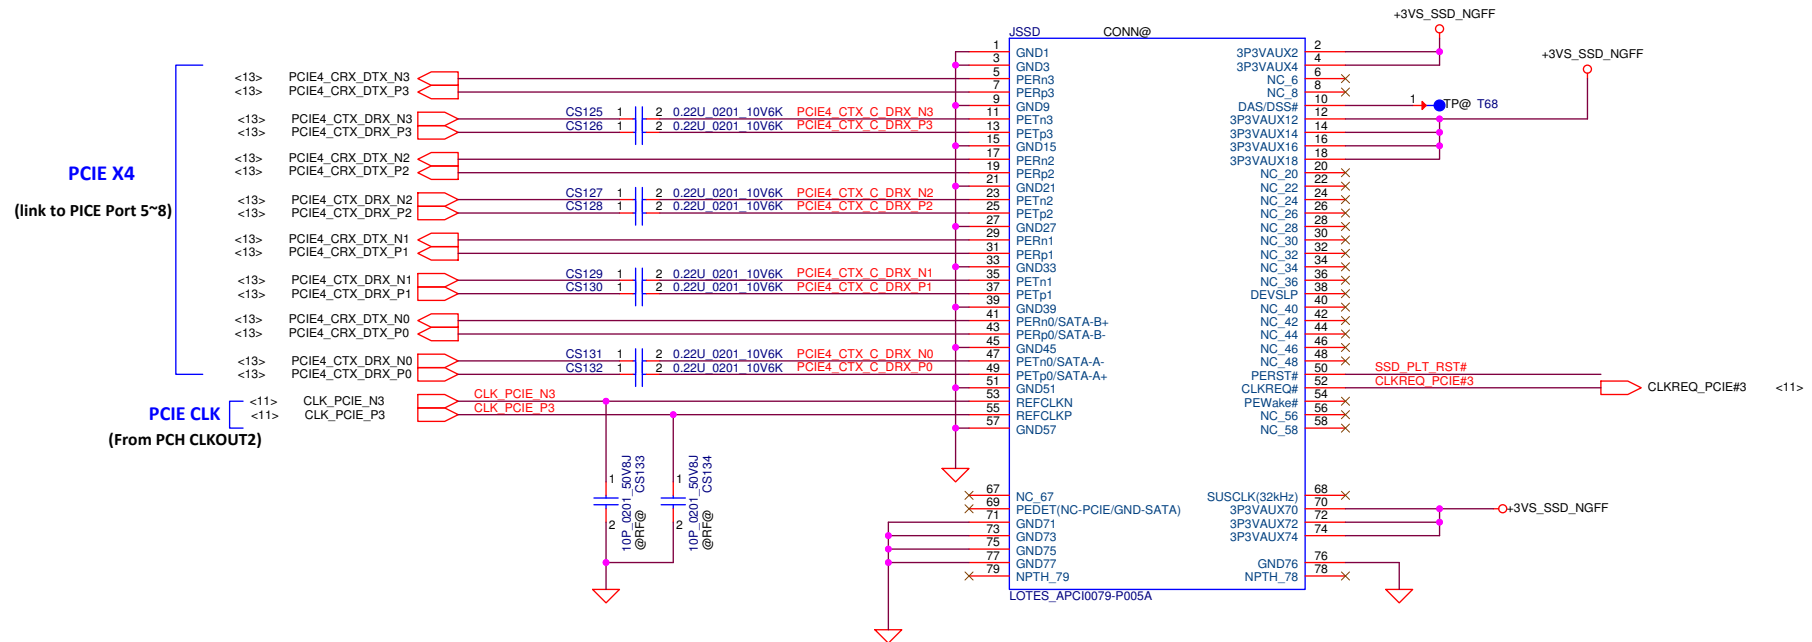 +3VS_SSD_NGFF
JSSD CONN@
+3VS_SSD_NGFF
1 GND1 3P3VAUX2 2
3 GND3 3P3VAUX4 4
<13> PCIE4_CRX_DTX_N3 5 PERn3 NC_6 6
<13> PCIE4_CRX_DTX_P3 7 PERp3 NC_8 8
9 GND9 DAS/DSS# 10 1 TP@ T68
<13> PCIE4_CTX_DRX_N3 CS125 1 2 0.22U_0201_10V6K PCIE4_CTX_C_DRX_N3 11 PETn3 3P3VAUX12 12
<13> PCIE4_CTX_DRX_P3 CS126 1 2 0.22U_0201_10V6K PCIE4_CTX_C_DRX_P3 13 PETp3 3P3VAUX14 14
15 GND15 3P3VAUX16 16
<13> PCIE4_CRX_DTX_N2 17 PERn2 3P3VAUX18 18
<13> PCIE4_CRX_DTX_P2 19 PERp2 NC_20 20
PCIE X4
21 GND21 NC_22 22
<13> PCIE4_CTX_DRX_N2 CS127 1 2 0.22U_0201_10V6K PCIE4_CTX_C_DRX_N2 23 PETn2 NC_24 24
(link to PICE Port 5~8)
<13> PCIE4_CTX_DRX_P2 CS128 1 2 0.22U_0201_10V6K PCIE4_CTX_C_DRX_P2 25 PETp2 NC_26 26
27 GND27 NC_28 28
<13> PCIE4_CRX_DTX_N1 29 PERn1 NC_30 30
<13> PCIE4_CRX_DTX_P1 31 PERp1 NC_32 32
33 GND33 NC_34 34
<13> PCIE4_CTX_DRX_N1 CS129 1 2 0.22U_0201_10V6K PCIE4_CTX_C_DRX_N1 35 PETn1 NC_36 36
<13> PCIE4_CTX_DRX_P1 CS130 1 2 0.22U_0201_10V6K PCIE4_CTX_C_DRX_P1 37 PETp1 DEVSLP 38
39 GND39 NC_40 40
<13> PCIE4_CRX_DTX_N0 41 PERn0/SATA-B+ NC_42 42
<13> PCIE4_CRX_DTX_P0 43 PERp0/SATA-B- NC_44 44
45 GND45 NC_46 46
<13> PCIE4_CTX_DRX_N0 CS131 1 2 0.22U_0201_10V6K PCIE4_CTX_C_DRX_N0 47 PETn0/SATA-A- NC_48 48
<13> PCIE4_CTX_DRX_P0 CS132 1 2 0.22U_0201_10V6K PCIE4_CTX_C_DRX_P0 49 PETp0/SATA-A+ PERST# 50 SSD_PLT_RST#
51 GND51 CLKREQ# 52 CLKREQ_PCIE#3 CLKREQ_PCIE#3 <11>
<11> CLK_PCIE_N3 CLK_PCIE_N3 53 REFCLKN PEWake# 54
PCIE CLK
<11> CLK_PCIE_P3 CLK_PCIE_P3 55 REFCLKP NC_56 56
57 GND57 NC_58 58
(From PCH CLKOUT2)
1 2 10P_0201_50V8J CS133 @RF@
1 2 10P_0201_50V8J CS134 @RF@
67 NC_67 SUSCLK(32kHz) 68
69 PEDET(NC-PCIE/GND-SATA) 3P3VAUX70 70 +3VS_SSD_NGFF
71 GND71 3P3VAUX72 72
73 GND73 3P3VAUX74 74
75 GND75
77 GND77 GND76 76
79 NPTH_79 NPTH_78 78
LOTES_APCI0079-P005A